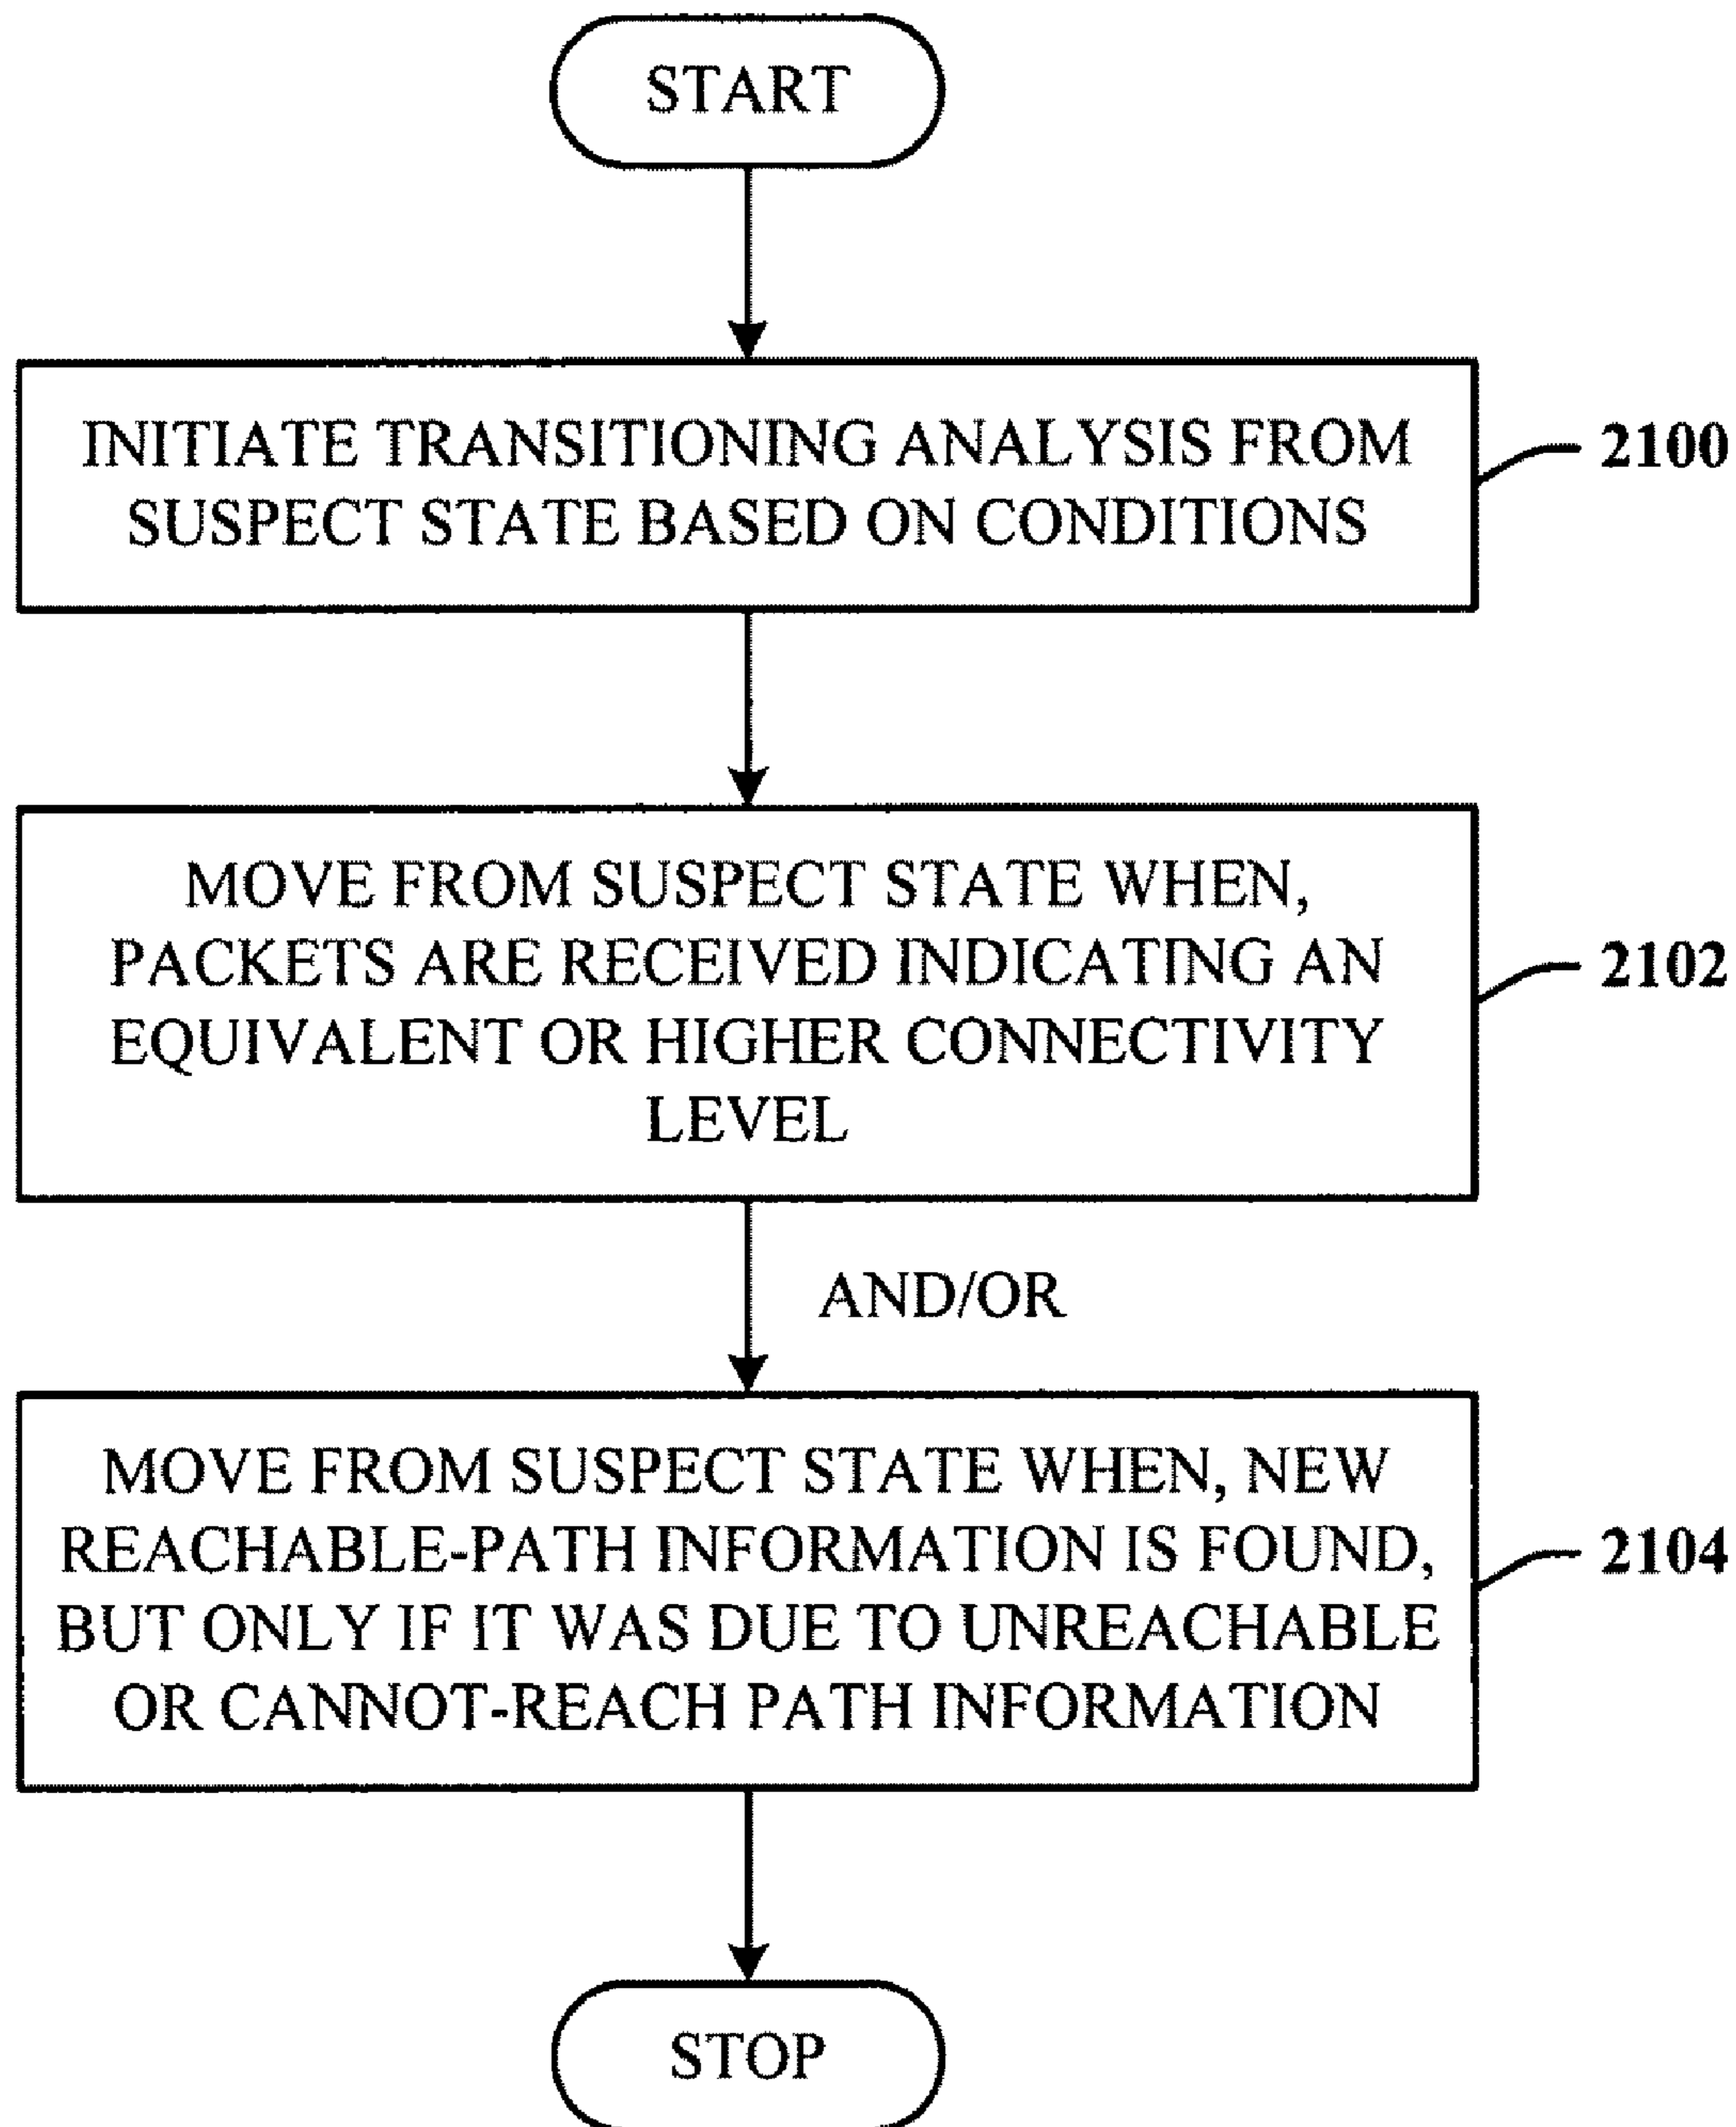 START
INITIATE TRANSITIONING ANALYSIS FROM
SUSPECT STATE BASED ON CONDITIONS
2100
MOVE FROM SUSPECT STATE WHEN,
PACKETS ARE RECEIVED INDICATING AN
EQUIVALENT OR HIGHER CONNECTIVITY
LEVEL
2102
AND/OR
MOVE FROM SUSPECT STATE WHEN, NEW
REACHABLE-PATH INFORMATION IS FOUND,
BUT ONLY IF IT WAS DUE TO UNREACHABLE
OR CANNOT-REACH PATH INFORMATION
2104
STOP